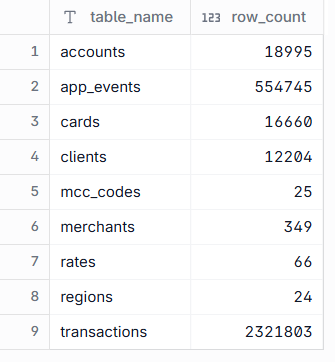 T table_name 123 row_count
1 accounts 18995
2 app_events 554745
3 cards 16660
4 clients 12204
5 mcc_codes 25
6 merchants 349
7 rates 66
8 regions 24
9 transactions 2321803